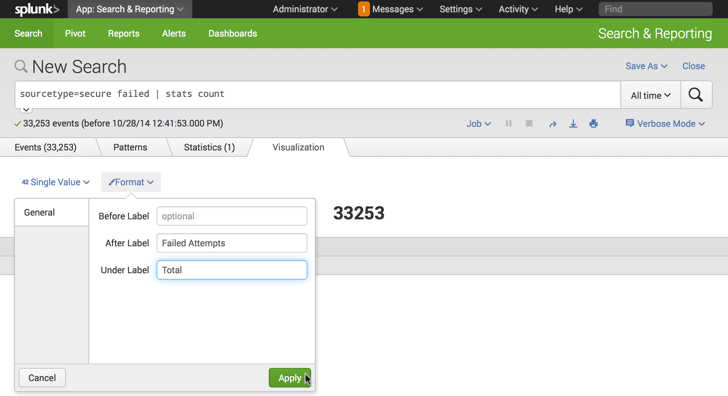 splunk> App: Search & Reporting Administrator 1 Messages Settings Activity Help Find
Search Pivot Reports Alerts Dashboards Search & Reporting
New Search Save As Close
sourcetype=secure failed | stats count All time
33,253 events (before 10/28/14 12:41:53.000 PM) Job Verbose Mode
Events (33,253) Patterns Statistics (1) Visualization
42 Single Value Format
General Before Label optional 33253
After Label Failed Attempts
Under Label Total
Cancel Apply